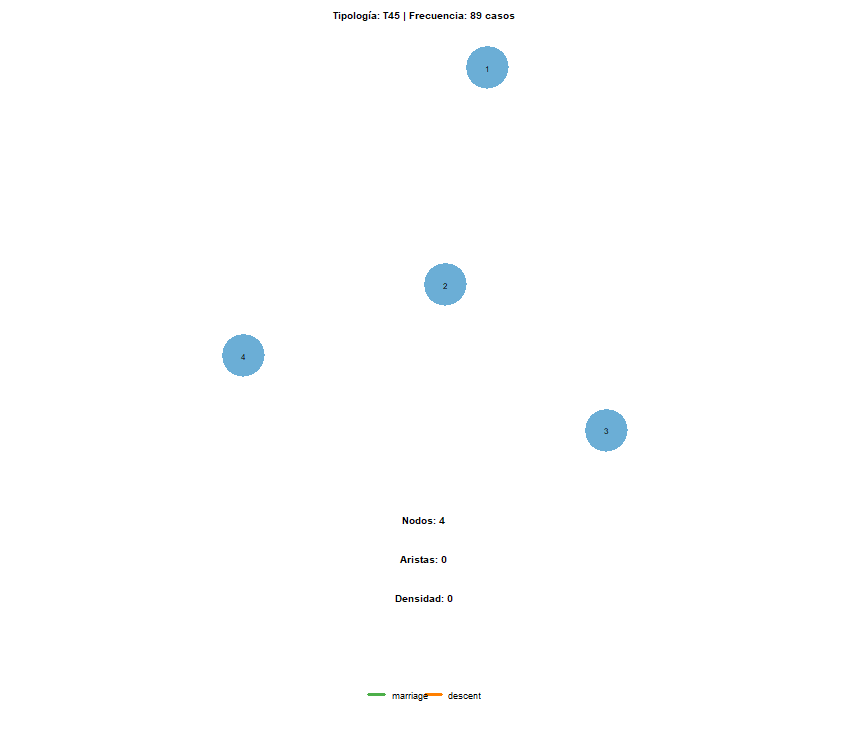 Tipología: T45 | Frecuencia: 89 casos
1
2
4
3
Nodos: 4
Aristas: 0
Densidad: 0
marriage descent